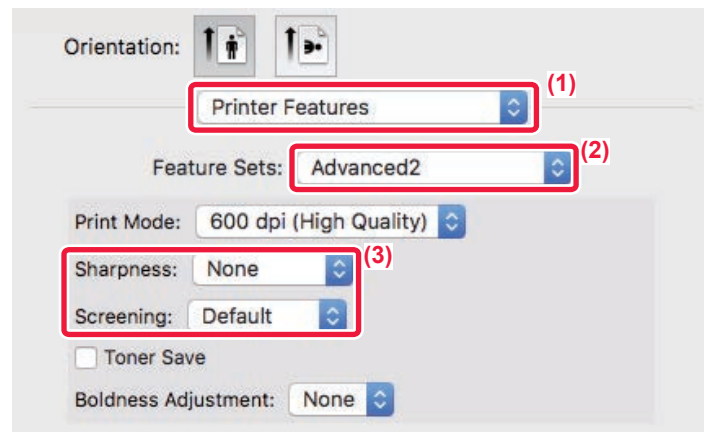 Orientation:
(1)
Printer Features
(2)
Feature Sets: Advanced2
Print Mode: 600 dpi (High Quality)
(3)
Sharpness: None
Screening: Default
Toner Save
Boldness Adjustment: None